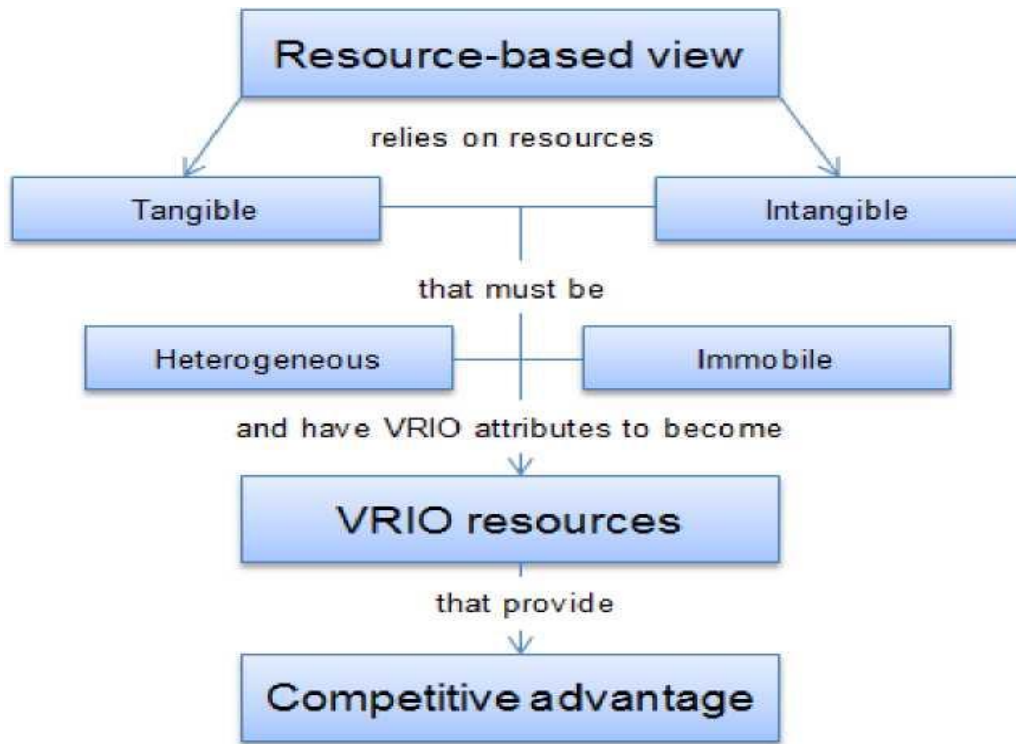 Resource-based view
relies on resources
Tangible
Intangible
that must be
Heterogeneous
Immobile
and have VRIO attributes to become
VRIO resources
that provide
Competitive advantage